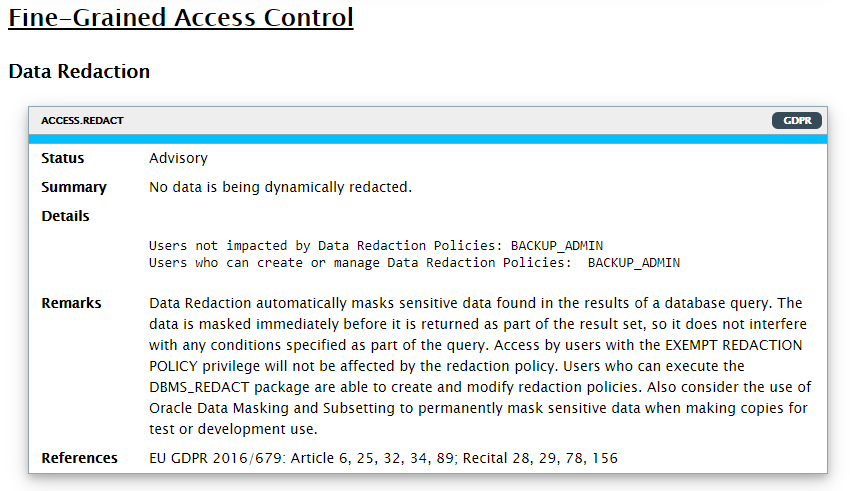 Fine-Grained Access Control
Data Redaction
ACCESS.REDACT GDPR
Status Advisory
Summary No data is being dynamically redacted.
Details
Users not impacted by Data Redaction Policies: BACKUP_ADMIN
Users who can create or manage Data Redaction Policies:  BACKUP_ADMIN
Remarks Data Redaction automatically masks sensitive data found in the results of a database query. The
data is masked immediately before it is returned as part of the result set, so it does not interfere
with any conditions specified as part of the query. Access by users with the EXEMPT REDACTION
POLICY privilege will not be affected by the redaction policy. Users who can execute the
DBMS_REDACT package are able to create and modify redaction policies. Also consider the use of
Oracle Data Masking and Subsetting to permanently mask sensitive data when making copies for
test or development use.
References EU GDPR 2016/679: Article 6, 25, 32, 34, 89; Recital 28, 29, 78, 156